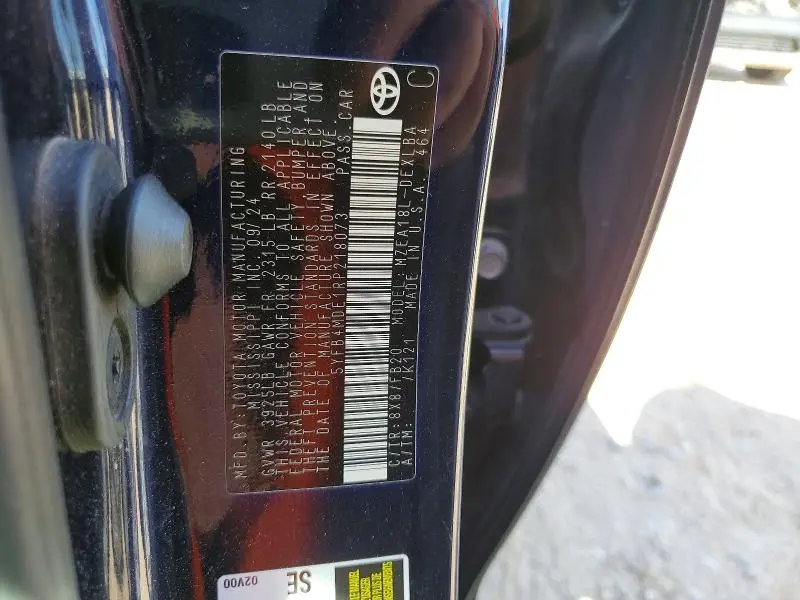 MFD. BY: TOYOTA MOTOR MANUFACTURING
MISSISSIPPI INC. 09/24
GVWR 3925LB GAWR FR 2315 LB RR 2140 LB
THIS VEHICLE CONFORMS TO ALL APPLICABLE
FEDERAL MOTOR VEHICLE SAFETY, BUMPER AND
THEFT PREVENTION STANDARDS IN EFFECT ON
THE DATE OF MANUFACTURE SHOWN ABOVE.
5YFB4MDE1RP218073 PASS.CAR
C/TR:8X8/FB20 MODEL:MZEA18L-DEXLBA
A/TM: /K121 MADE IN U.S.A. 464
C
SE
02V00